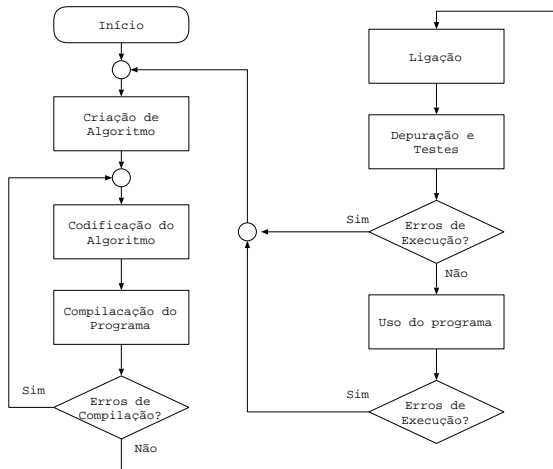 Início
Criação de
Algoritmo
Codificação do
Algoritmo
Compilacação do
Programa
Sim
Erros de
Compilação?
Não
Ligação
Depuração e
Testes
Sim
Erros de
Execução?
Não
Uso do programa
Sim
Erros de
Execução?